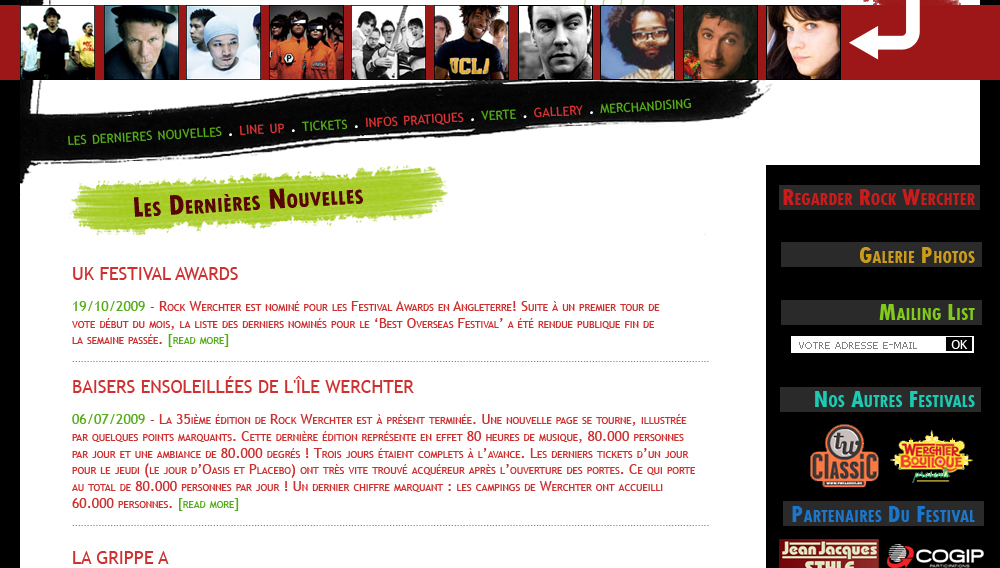 P
UCLA
LES DERNIERES NOUVELLES . LINE UP . TICKETS . INFOS PRATIQUES . VERTE . GALLERY . MERCHANDISING
Les Dernières Nouvelles
UK FESTIVAL AWARDS
19/10/2009 - Rock Werchter est nominé pour les Festival Awards en Angleterre! Suite à un premier tour de
vote début du mois, la liste des derniers nominés pour le ‘Best Overseas Festival’ a été rendue publique fin de
la semaine passée. [read more]
BAISERS ENSOLEILLÉES DE L'ÎLE WERCHTER
06/07/2009 - La 35ième édition de Rock Werchter est à présent terminée. Une nouvelle page se tourne, illustrée
par quelques points marquants. Cette dernière édition représente en effet 80 heures de musique, 80.000 personnes
par jour et une ambiance de 80.000 degrés ! Trois jours étaient complets à l’avance. Les derniers tickets d’un jour
pour le jeudi (le jour d’Oasis et Placebo) ont très vite trouvé acquéreur après l’ouverture des portes. Ce qui porte
au total de 80.000 personnes par jour ! Un dernier chiffre marquant : les campings de Werchter ont accueilli
60.000 personnes. [read more]
LA GRIPPE A
Regarder Rock Werchter
Galerie Photos
Mailing List
VOTRE ADRESSE E-MAIL OK
Nos Autres Festivals
tw
CLASSIC
WERCHTER
BOUTIQUE
Partenaires Du Festival
Jean Jacques
STYLE
COGIP
PARTICIPATIONS